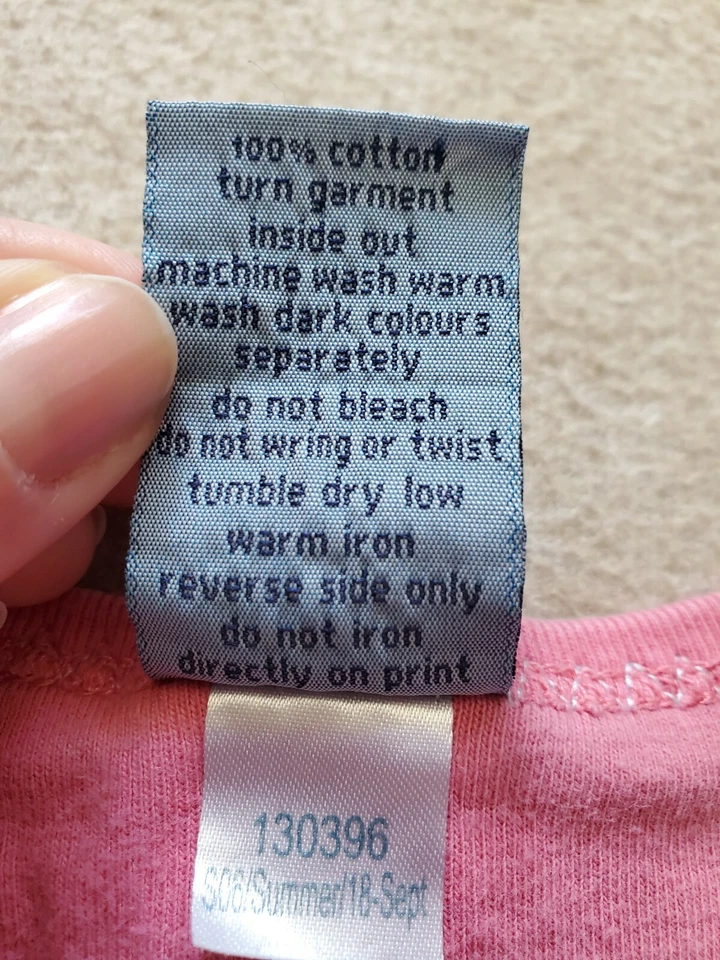 100% cotton
turn garment
inside out
machine wash warm
wash dark colours
separately
do not bleach
do not wring or twist
tumble dry low
warm iron
reverse side only
do not iron
directly on print
130396
S06/Summer/18-Sept